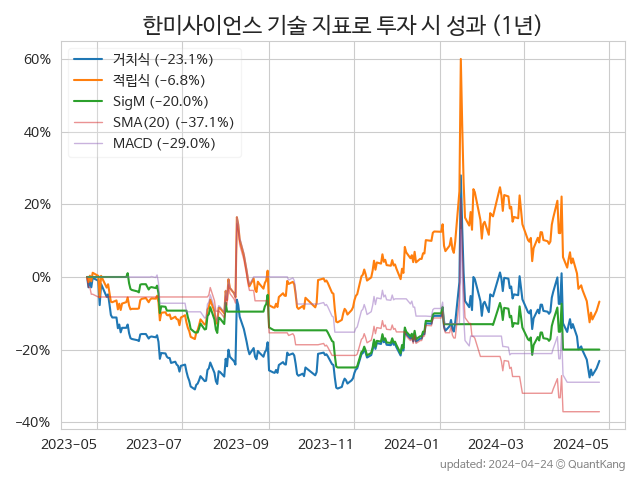 한미사이언스 기술 지표로 투자 시 성과 (1년)
거치식 (−23.1%)
적립식 (−6.8%)
SigM (−20.0%)
SMA(20) (−37.1%)
MACD (−29.0%)
60%
40%
20%
0%
−20%
−40%
2023-05 2023-07 2023-09 2023-11 2024-01 2024-03 2024-05
updated: 2024-04-24 © QuantKang